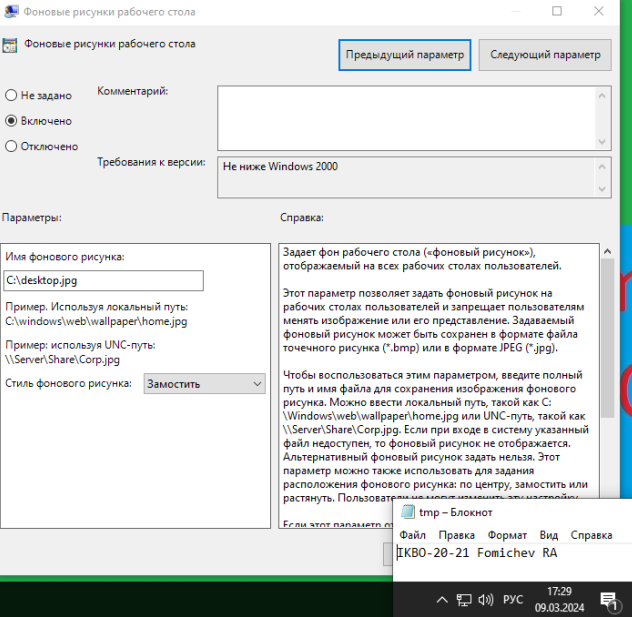 Фоновые рисунки рабочего стола
Фоновые рисунки рабочего стола
Предыдущий параметр
Следующий параметр
Не задано
Включено
Отключено
Комментарий:
Требования к версии:
Не ниже Windows 2000
Параметры:
Справка:
Имя фонового рисунка:
C:\desktop.jpg
Пример. Используя локальный путь:
C:\windows\web\wallpaper\home.jpg
Пример: используя UNC-путь:
\\Server\Share\Corp.jpg
Стиль фонового рисунка:
Замостить
Задает фон рабочего стола («фоновый рисунок»),
отображаемый на всех рабочих столах пользователей.
Этот параметр позволяет задать фоновый рисунок на
рабочих столах пользователей и запрещает пользователям
менять изображение или его представление. Задаваемый
фоновый рисунок может быть сохранен в формате файла
точечного рисунка (*.bmp) или в формате JPEG (*.jpg).
Чтобы воспользоваться этим параметром, введите полный
путь и имя файла для сохранения изображения фонового
рисунка. Можно ввести локальный путь, такой как C:
\Windows\web\wallpaper\home.jpg или UNC-путь, такой как
\\Server\Share\Corp.jpg. Если при входе в систему указанный
файл недоступен, то фоновый рисунок не отображается.
Альтернативный фоновый рисунок задать нельзя. Этот
параметр можно также использовать для задания
расположения фонового рисунка: по центру, замостить или
растянуть. Пользователи не могут изменить эту настройку.
Если этот параметр
tmp – Блокнот
Файл Правка Формат Вид Справка
IKBO-20-21 Fomichev RA
РУС
17:29
09.03.2024
1